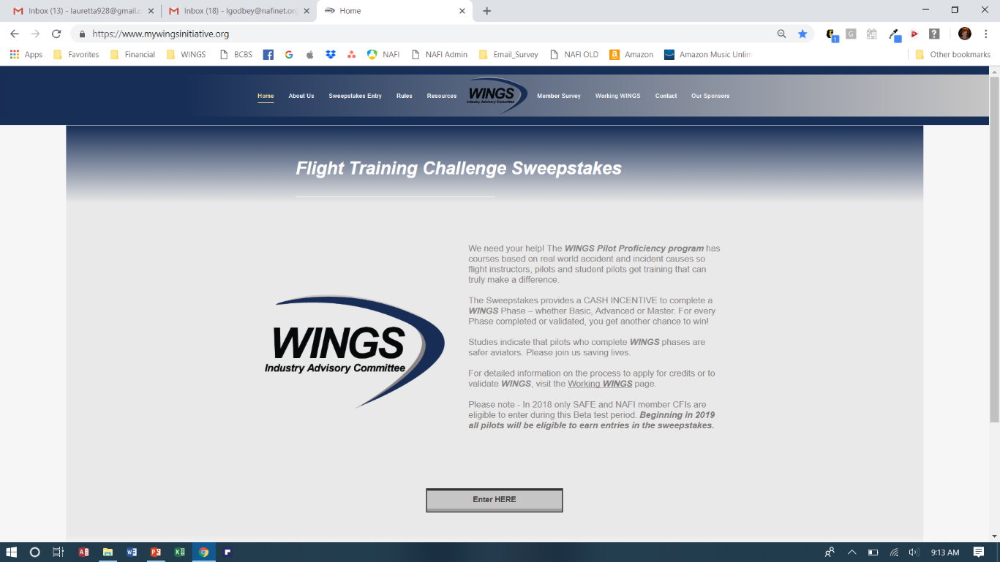 Inbox (13) - lauretta928@gmail.c
Inbox (18) - lgodbey@nafinet.or
Home
https://www.mywingsinitiative.org
Apps
Favorites
Financial
WINGS
BCBS
NAFI
NAFI Admin
Email_Survey
NAFI OLD
Amazon
Amazon Music Unlim
Other bookmarks
Home
About Us
Sweepstakes Entry
Rules
Resources
WINGS
Industry Advisory Committee
Member Survey
Working WINGS
Contact
Our Sponsors
Flight Training Challenge Sweepstakes
WINGS
Industry Advisory Committee
We need your help! The WINGS Pilot Proficiency program has
courses based on real world accident and incident causes so
flight instructors, pilots and student pilots get training that can
truly make a difference.
The Sweepstakes provides a CASH INCENTIVE to complete a
WINGS Phase – whether Basic, Advanced or Master. For every
Phase completed or validated, you get another chance to win!
Studies indicate that pilots who complete WINGS phases are
safer aviators. Please join us saving lives.
For detailed information on the process to apply for credits or to
validate WINGS, visit the Working WINGS page.
Please note - In 2018 only SAFE and NAFI member CFIs are
eligible to enter during this Beta test period. Beginning in 2019
all pilots will be eligible to earn entries in the sweepstakes.
Enter HERE
9:13 AM